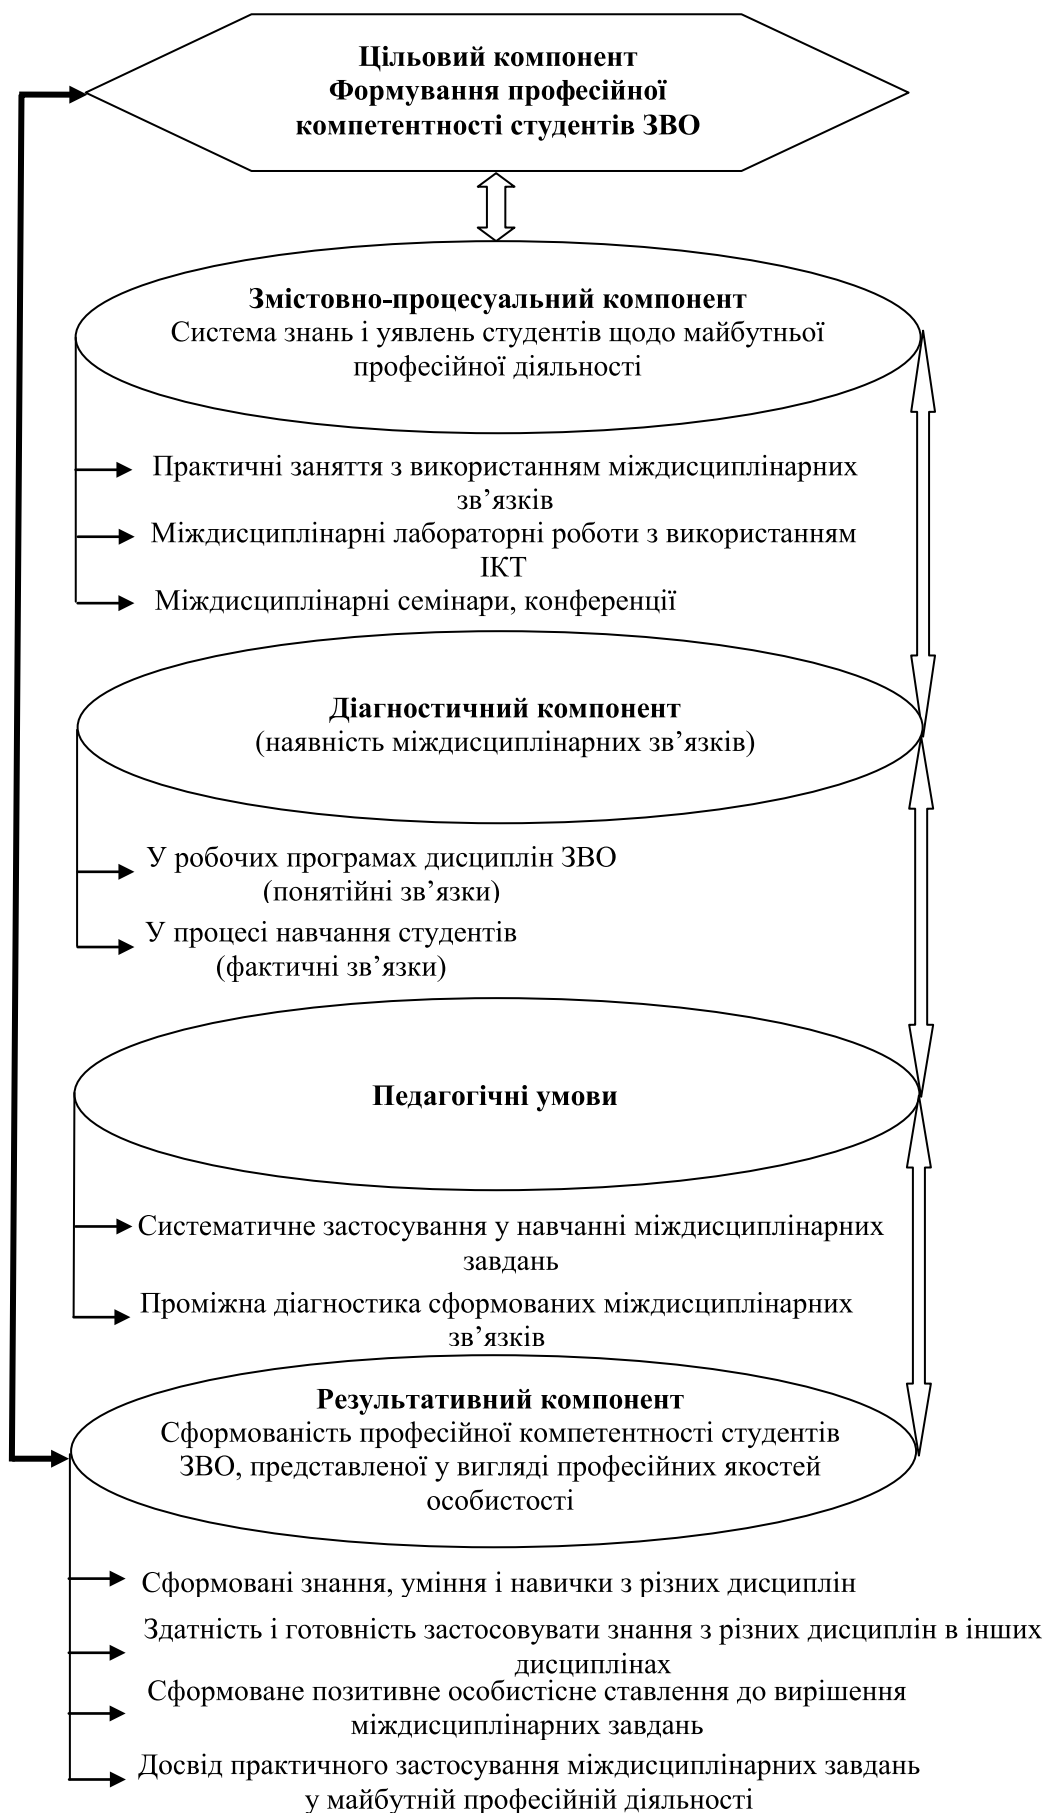 Цільовий компонент
Формування професійної
компетентності студентів ЗВО
Змістовно-процесуальний компонент
Система знань і уявлень студентів щодо майбутньої
професійної діяльності
Практичні заняття з використанням міждисциплінарних
зв’язків
Міждисциплінарні лабораторні роботи з використанням
ІКТ
Міждисциплінарні семінари, конференції
Діагностичний компонент
(наявність міждисциплінарних зв’язків)
У робочих програмах дисциплін ЗВО
(понятійні зв’язки)
У процесі навчання студентів
(фактичні зв’язки)
Педагогічні умови
Систематичне застосування у навчанні міждисциплінарних
завдань
Проміжна діагностика сформованих міждисциплінарних
зв’язків
Результативний компонент
Сформованість професійної компетентності студентів
ЗВО, представленої у вигляді професійних якостей
особистості
Сформовані знання, уміння і навички з різних дисциплін
Здатність і готовність застосовувати знання з різних дисциплін в інших
дисциплінах
Сформоване позитивне особистісне ставлення до вирішення
міждисциплінарних завдань
Досвід практичного застосування міждисциплінарних завдань
у майбутній професійній діяльності